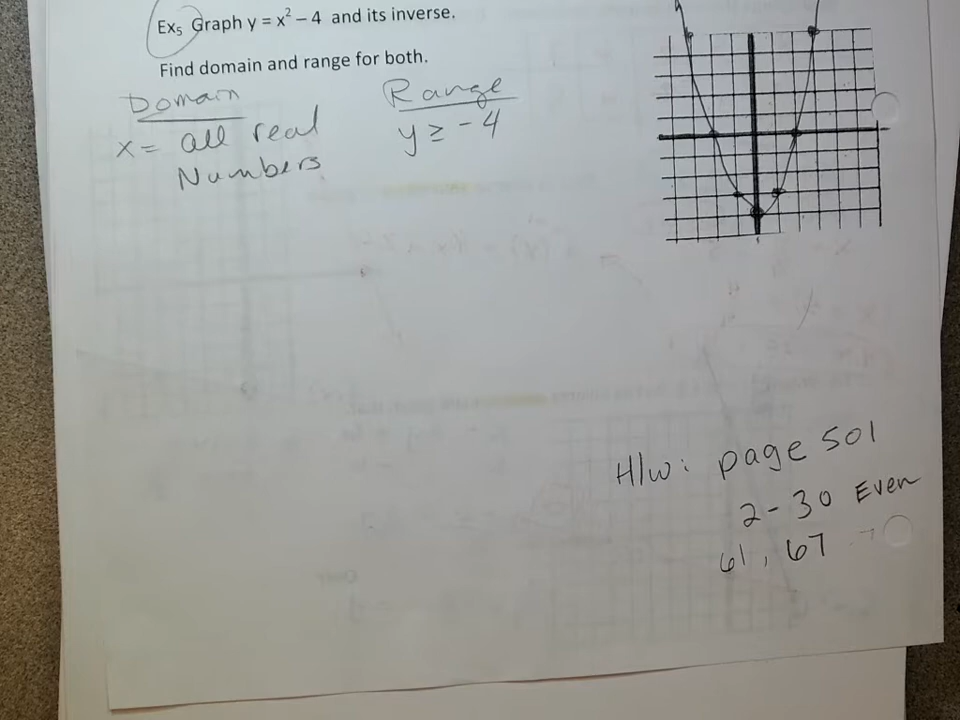 Ex5 Graph y = x² – 4 and its inverse.
Find domain and range for both.
Domain
x = all real
Numbers
Range
y ≥ -4
H/w: page 501
2-30 Even
61, 67